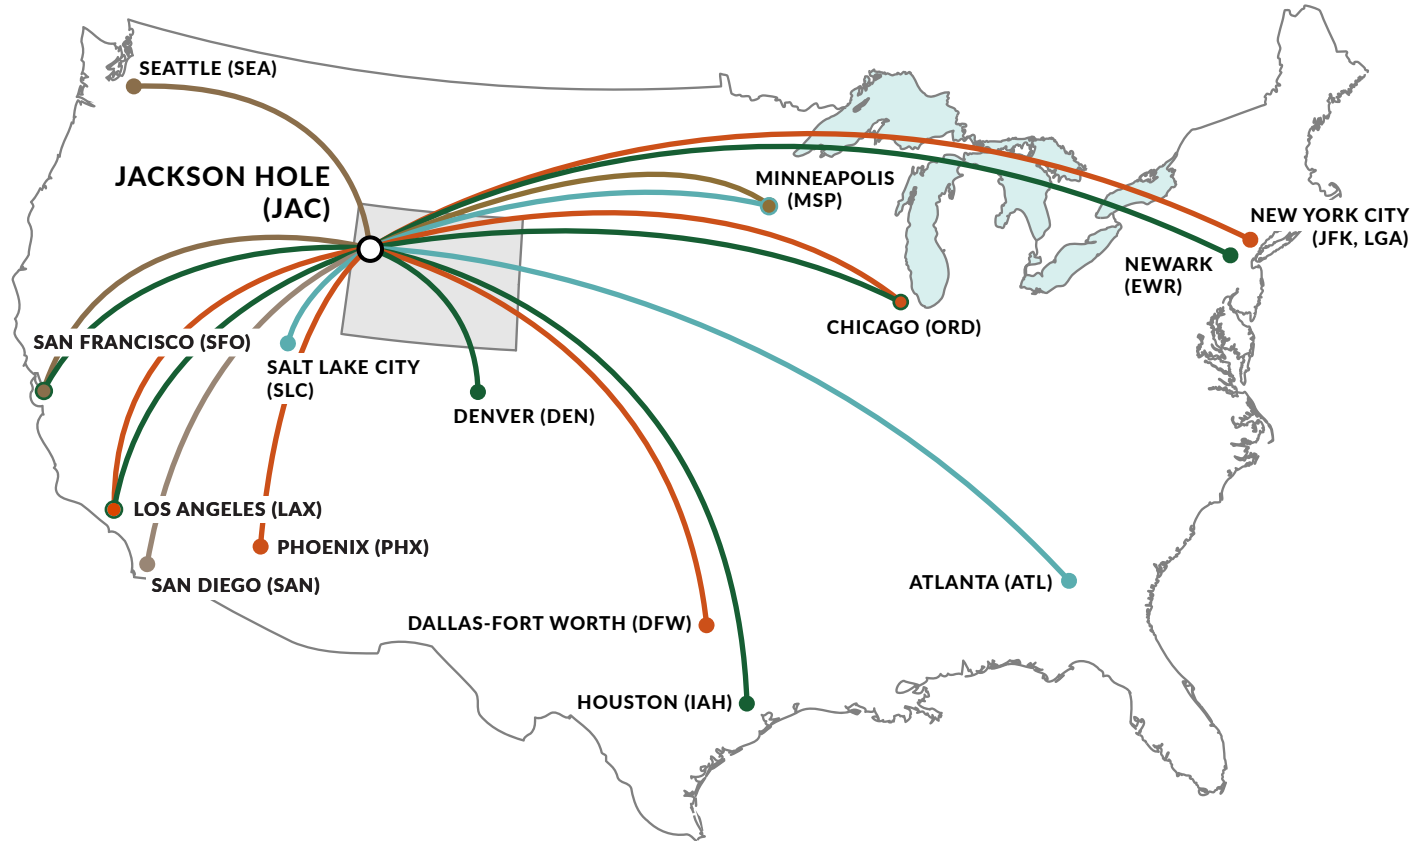 SEATTLE (SEA)
JACKSON HOLE
(JAC)
MINNEAPOLIS
(MSP)
NEW YORK CITY
(JFK, LGA)
NEWARK
(EWR)
CHICAGO (ORD)
SAN FRANCISCO (SFO)
SALT LAKE CITY
(SLC)
DENVER (DEN)
LOS ANGELES (LAX)
PHOENIX (PHX)
SAN DIEGO (SAN)
ATLANTA (ATL)
DALLAS-FORT WORTH (DFW)
HOUSTON (IAH)